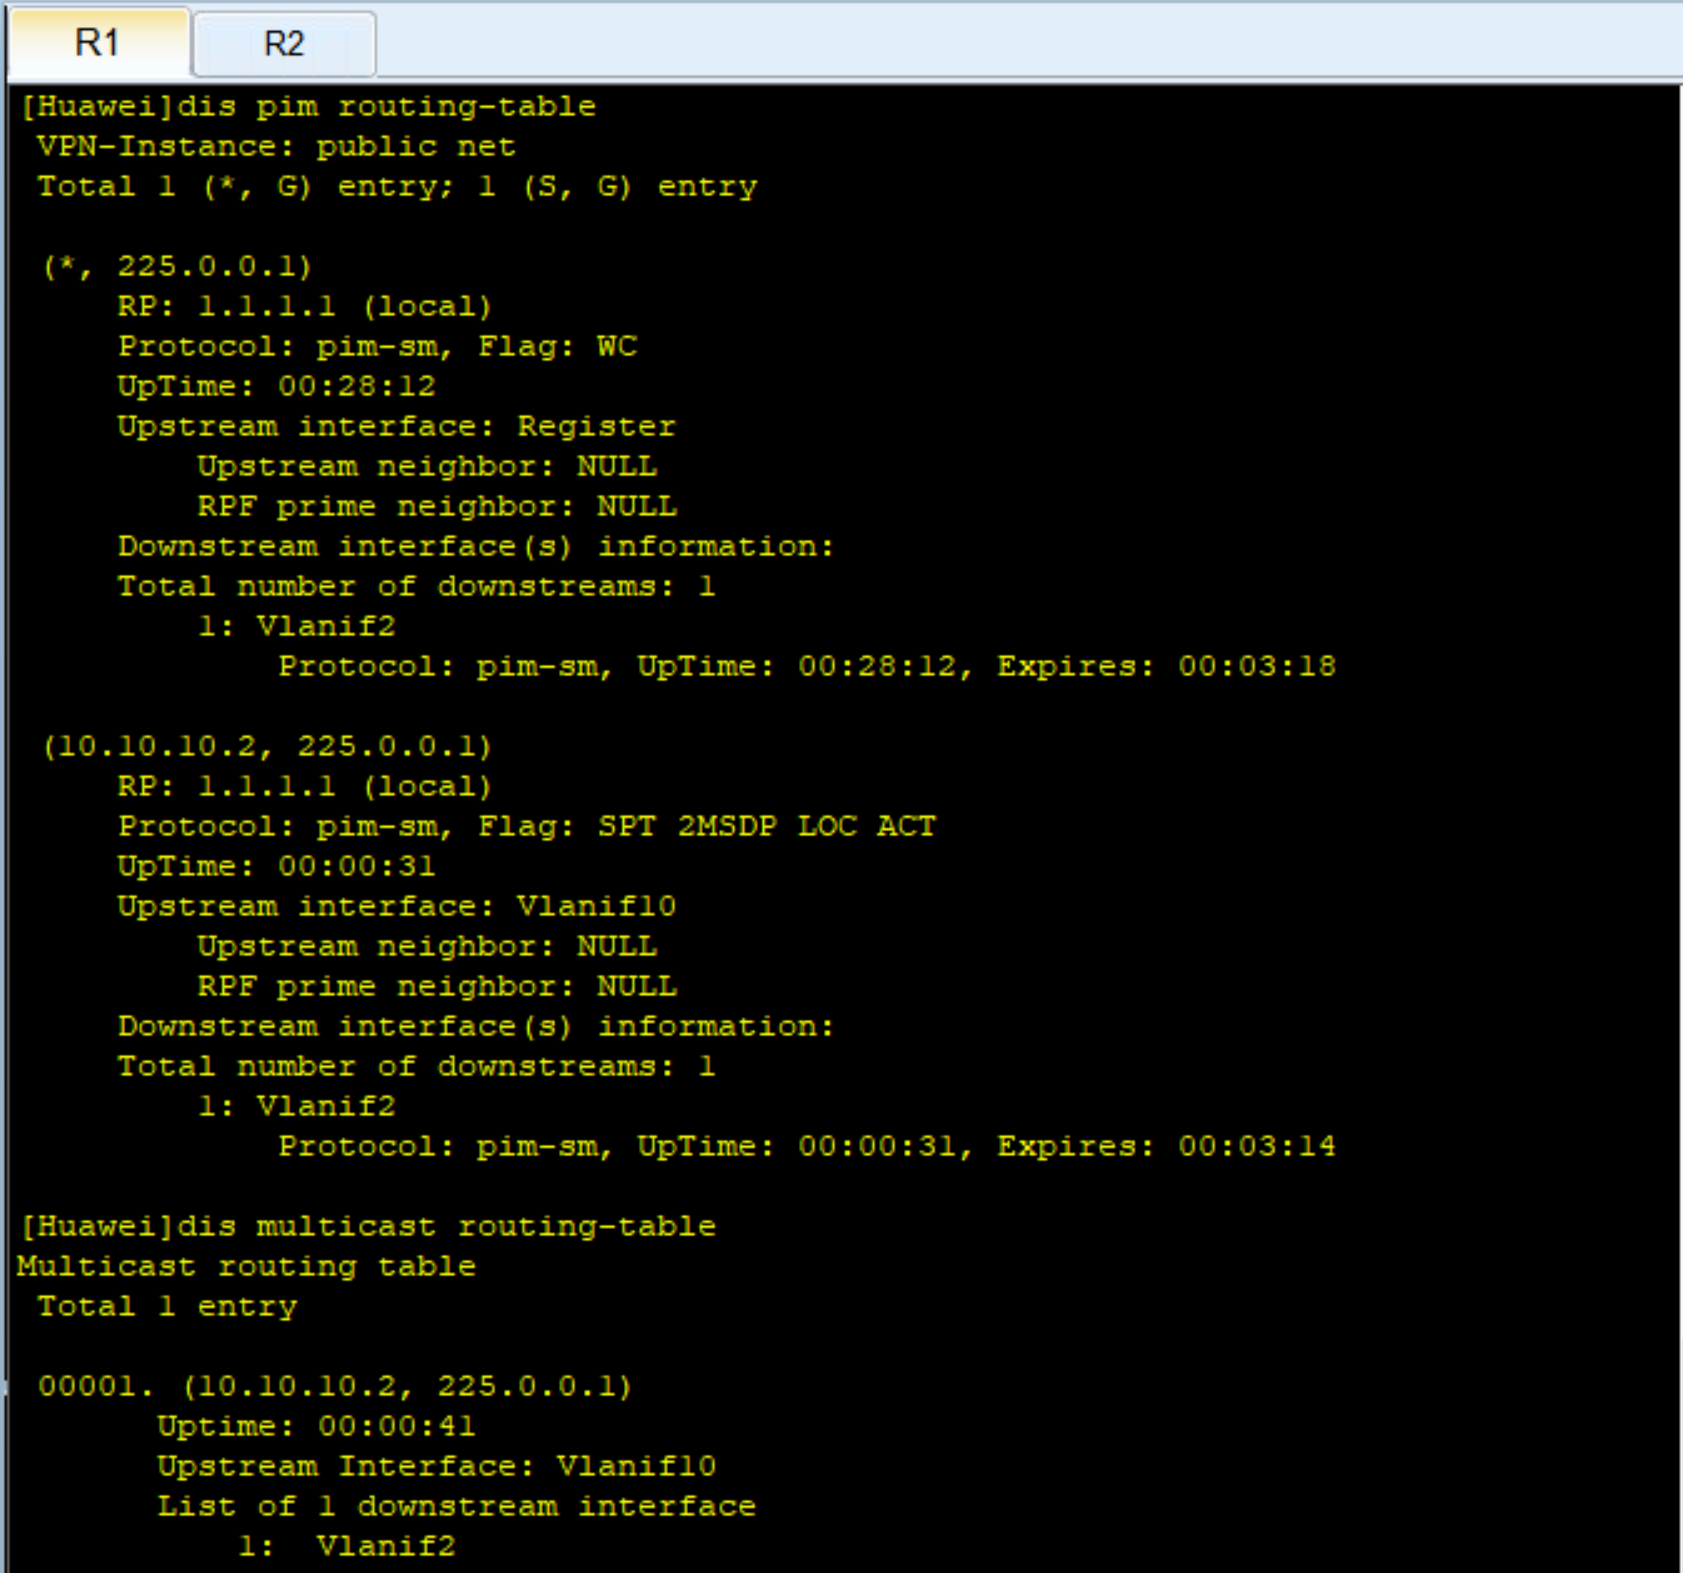 R1 R2
[Huawei]dis pim routing-table
VPN-Instance: public net
Total 1 (*, G) entry; 1 (S, G) entry
(*, 225.0.0.1)
RP: 1.1.1.1 (local)
Protocol: pim-sm, Flag: WC
UpTime: 00:28:12
Upstream interface: Register
Upstream neighbor: NULL
RPF prime neighbor: NULL
Downstream interface(s) information:
Total number of downstreams: 1
1: Vlanif2
Protocol: pim-sm, UpTime: 00:28:12, Expires: 00:03:18
(10.10.10.2, 225.0.0.1)
RP: 1.1.1.1 (local)
Protocol: pim-sm, Flag: SPT 2MSDP LOC ACT
UpTime: 00:00:31
Upstream interface: Vlanif10
Upstream neighbor: NULL
RPF prime neighbor: NULL
Downstream interface(s) information:
Total number of downstreams: 1
1: Vlanif2
Protocol: pim-sm, UpTime: 00:00:31, Expires: 00:03:14
[Huawei]dis multicast routing-table
Multicast routing table
Total 1 entry
00001. (10.10.10.2, 225.0.0.1)
Uptime: 00:00:41
Upstream Interface: Vlanif10
List of 1 downstream interface
1: Vlanif2